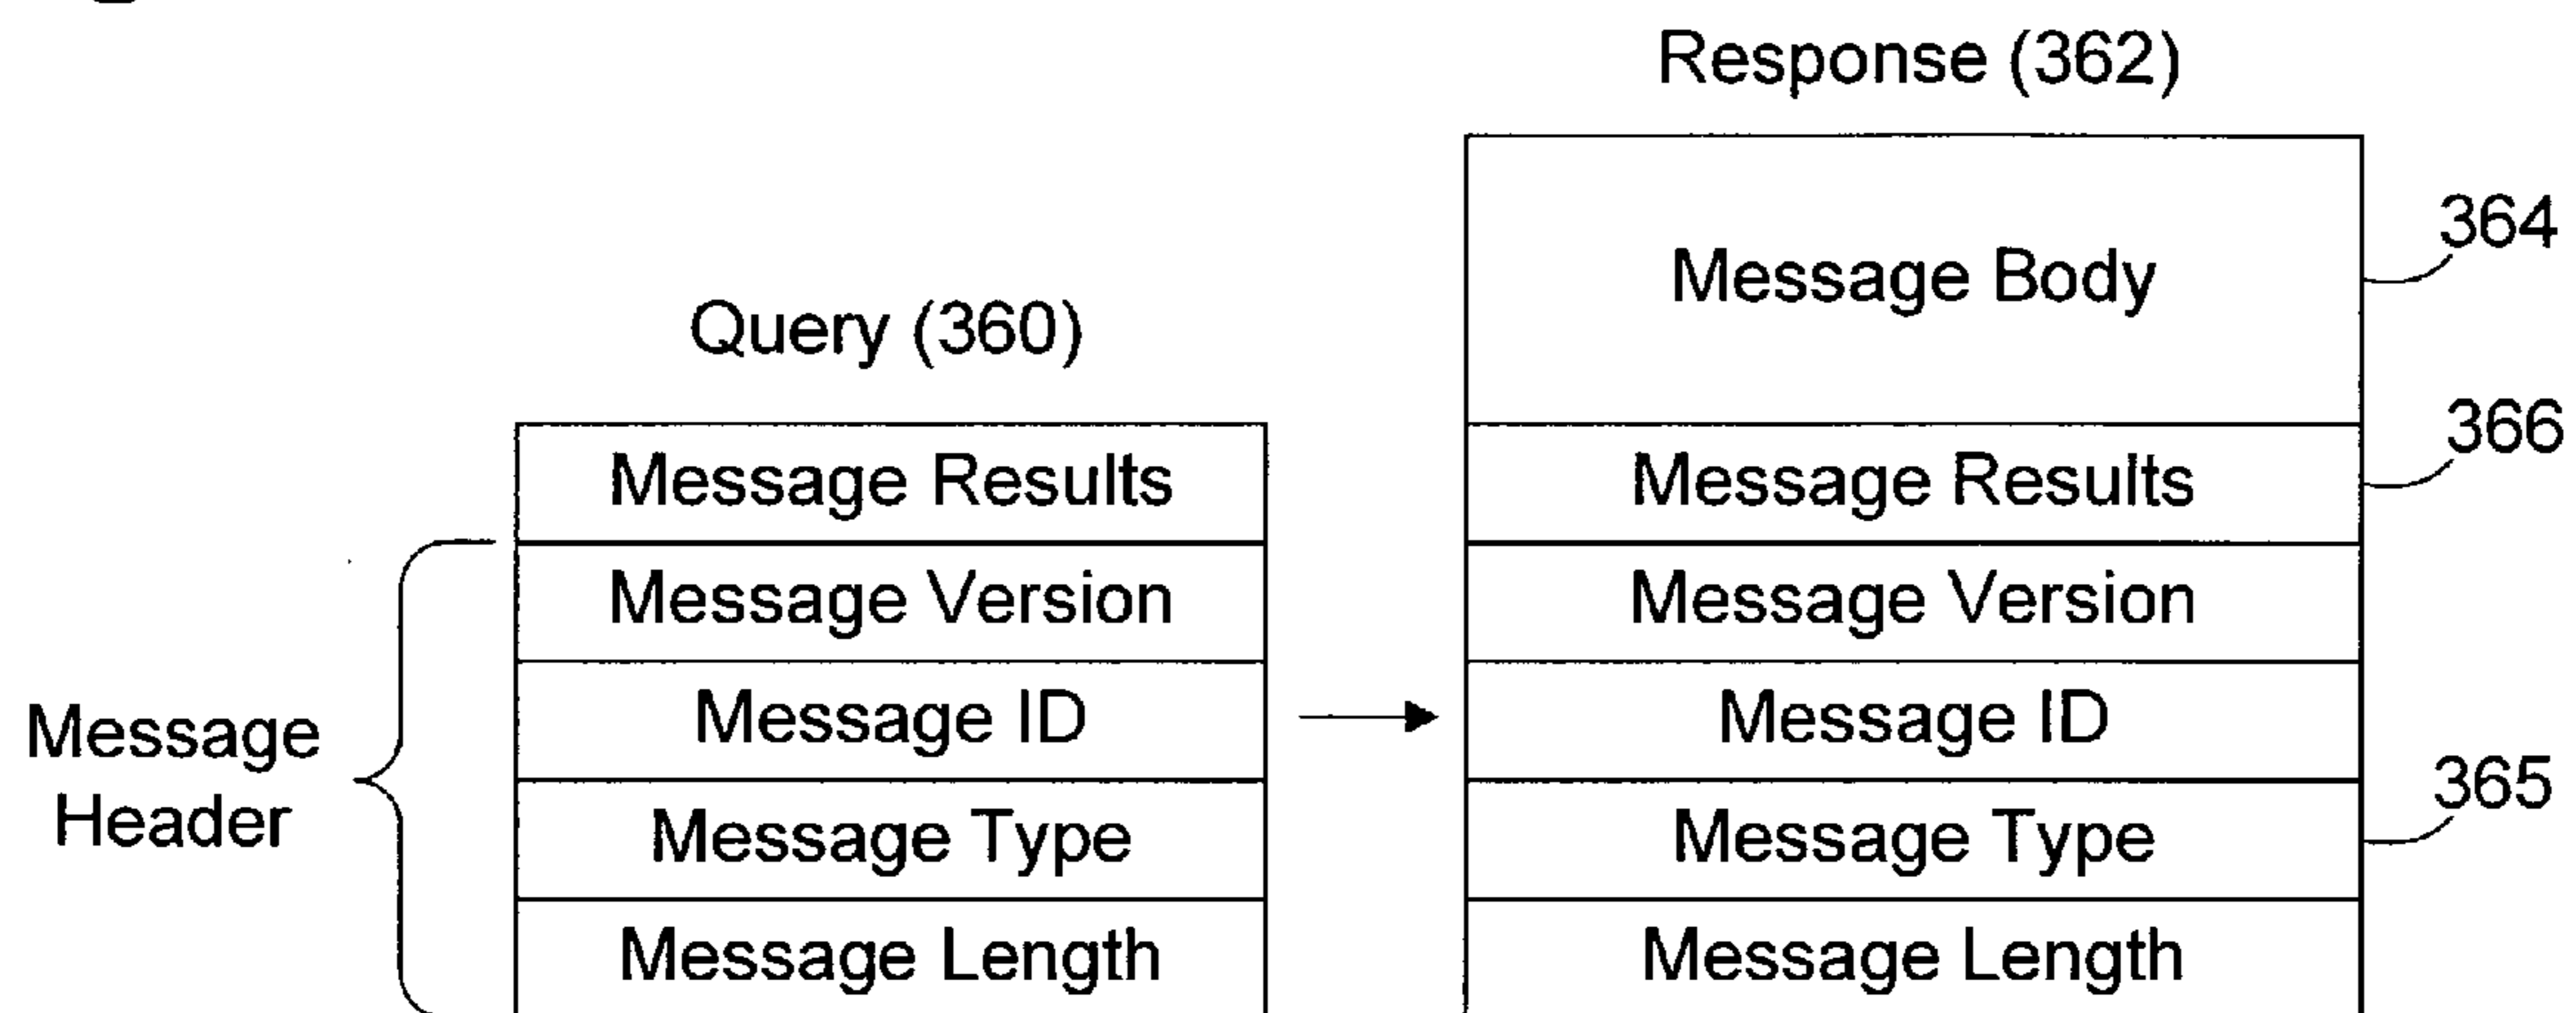 Response (362)
Message Body
364
Query (360)
Message Results
Message Results
366
Message Version
Message Version
Message
Header
Message ID
Message ID
Message Type
Message Type
365
Message Length
Message Length